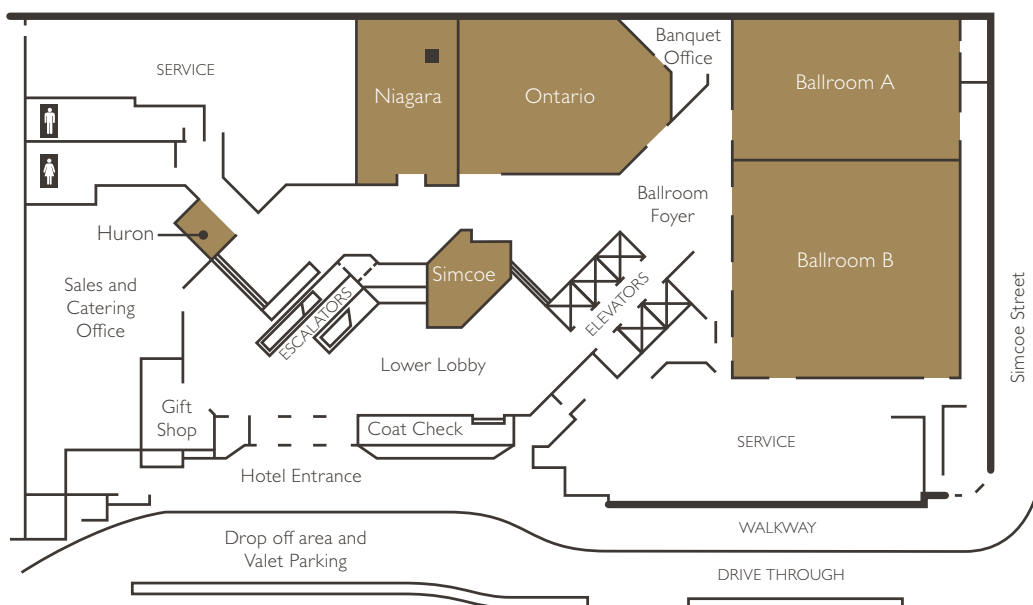 Banquet
Office
SERVICE
Niagara
Ontario
Ballroom A
Ballroom
Foyer
Huron
Simcoe
Ballroom B
Sales and
Catering
Office
ESCALATORS
ELEVATORS
Simcoe Street
Lower Lobby
Gift
Shop
Coat Check
SERVICE
Hotel Entrance
WALKWAY
Drop off area and
Valet Parking
DRIVE THROUGH